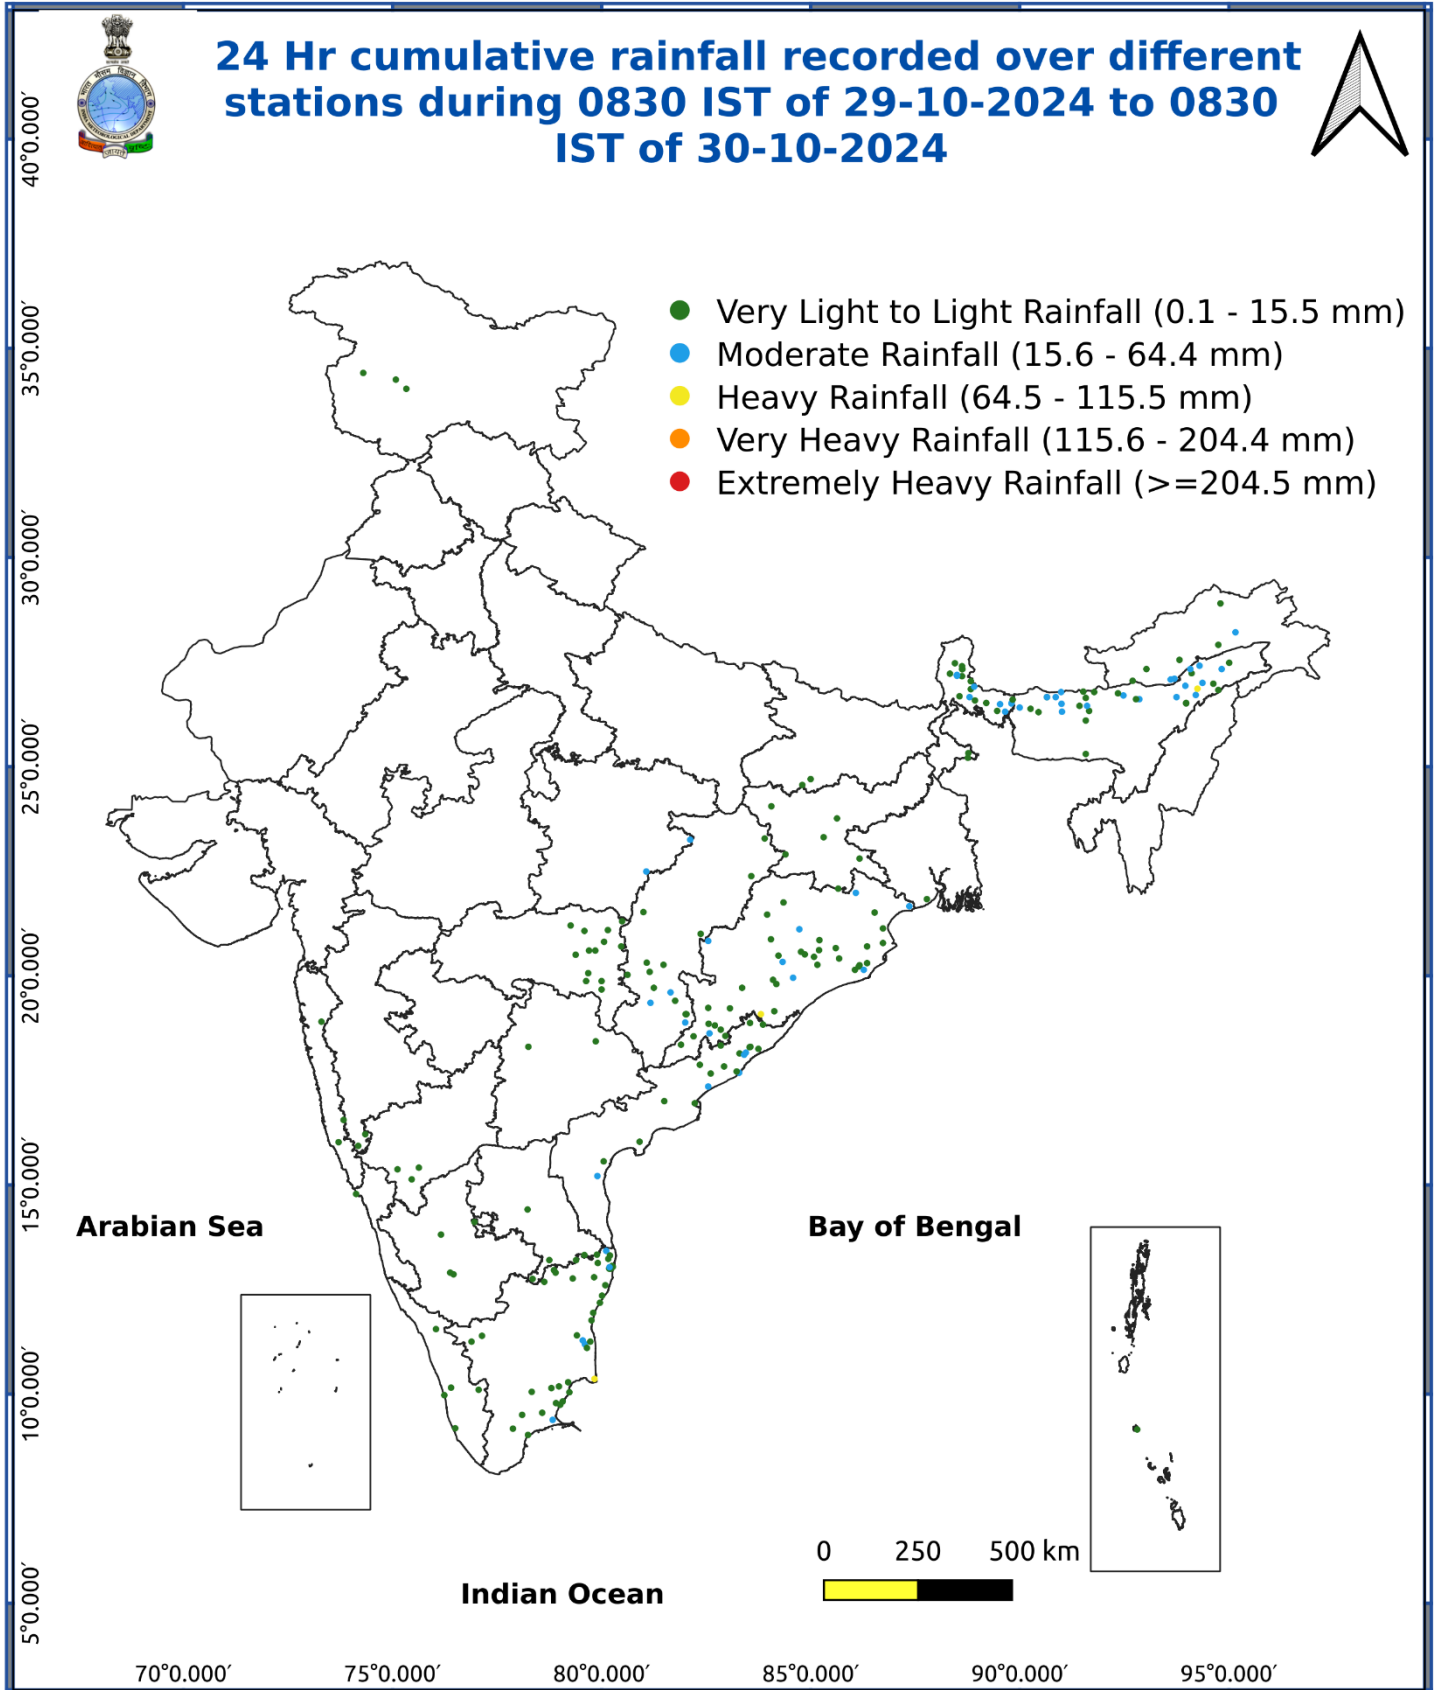 24 Hr cumulative rainfall recorded over different
stations during 0830 IST of 29-10-2024 to 0830
IST of 30-10-2024
Very Light to Light Rainfall (0.1 - 15.5 mm)
Moderate Rainfall (15.6 - 64.4 mm)
Heavy Rainfall (64.5 - 115.5 mm)
Very Heavy Rainfall (115.6 - 204.4 mm)
Extremely Heavy Rainfall (>=204.5 mm)
40°0.000′
35°0.000′
30°0.000′
25°0.000′
20°0.000′
15°0.000′
10°0.000′
5°0.000′
Arabian Sea
Bay of Bengal
Indian Ocean
0 250 500 km
70°0.000′ 75°0.000′ 80°0.000′ 85°0.000′ 90°0.000′ 95°0.000′